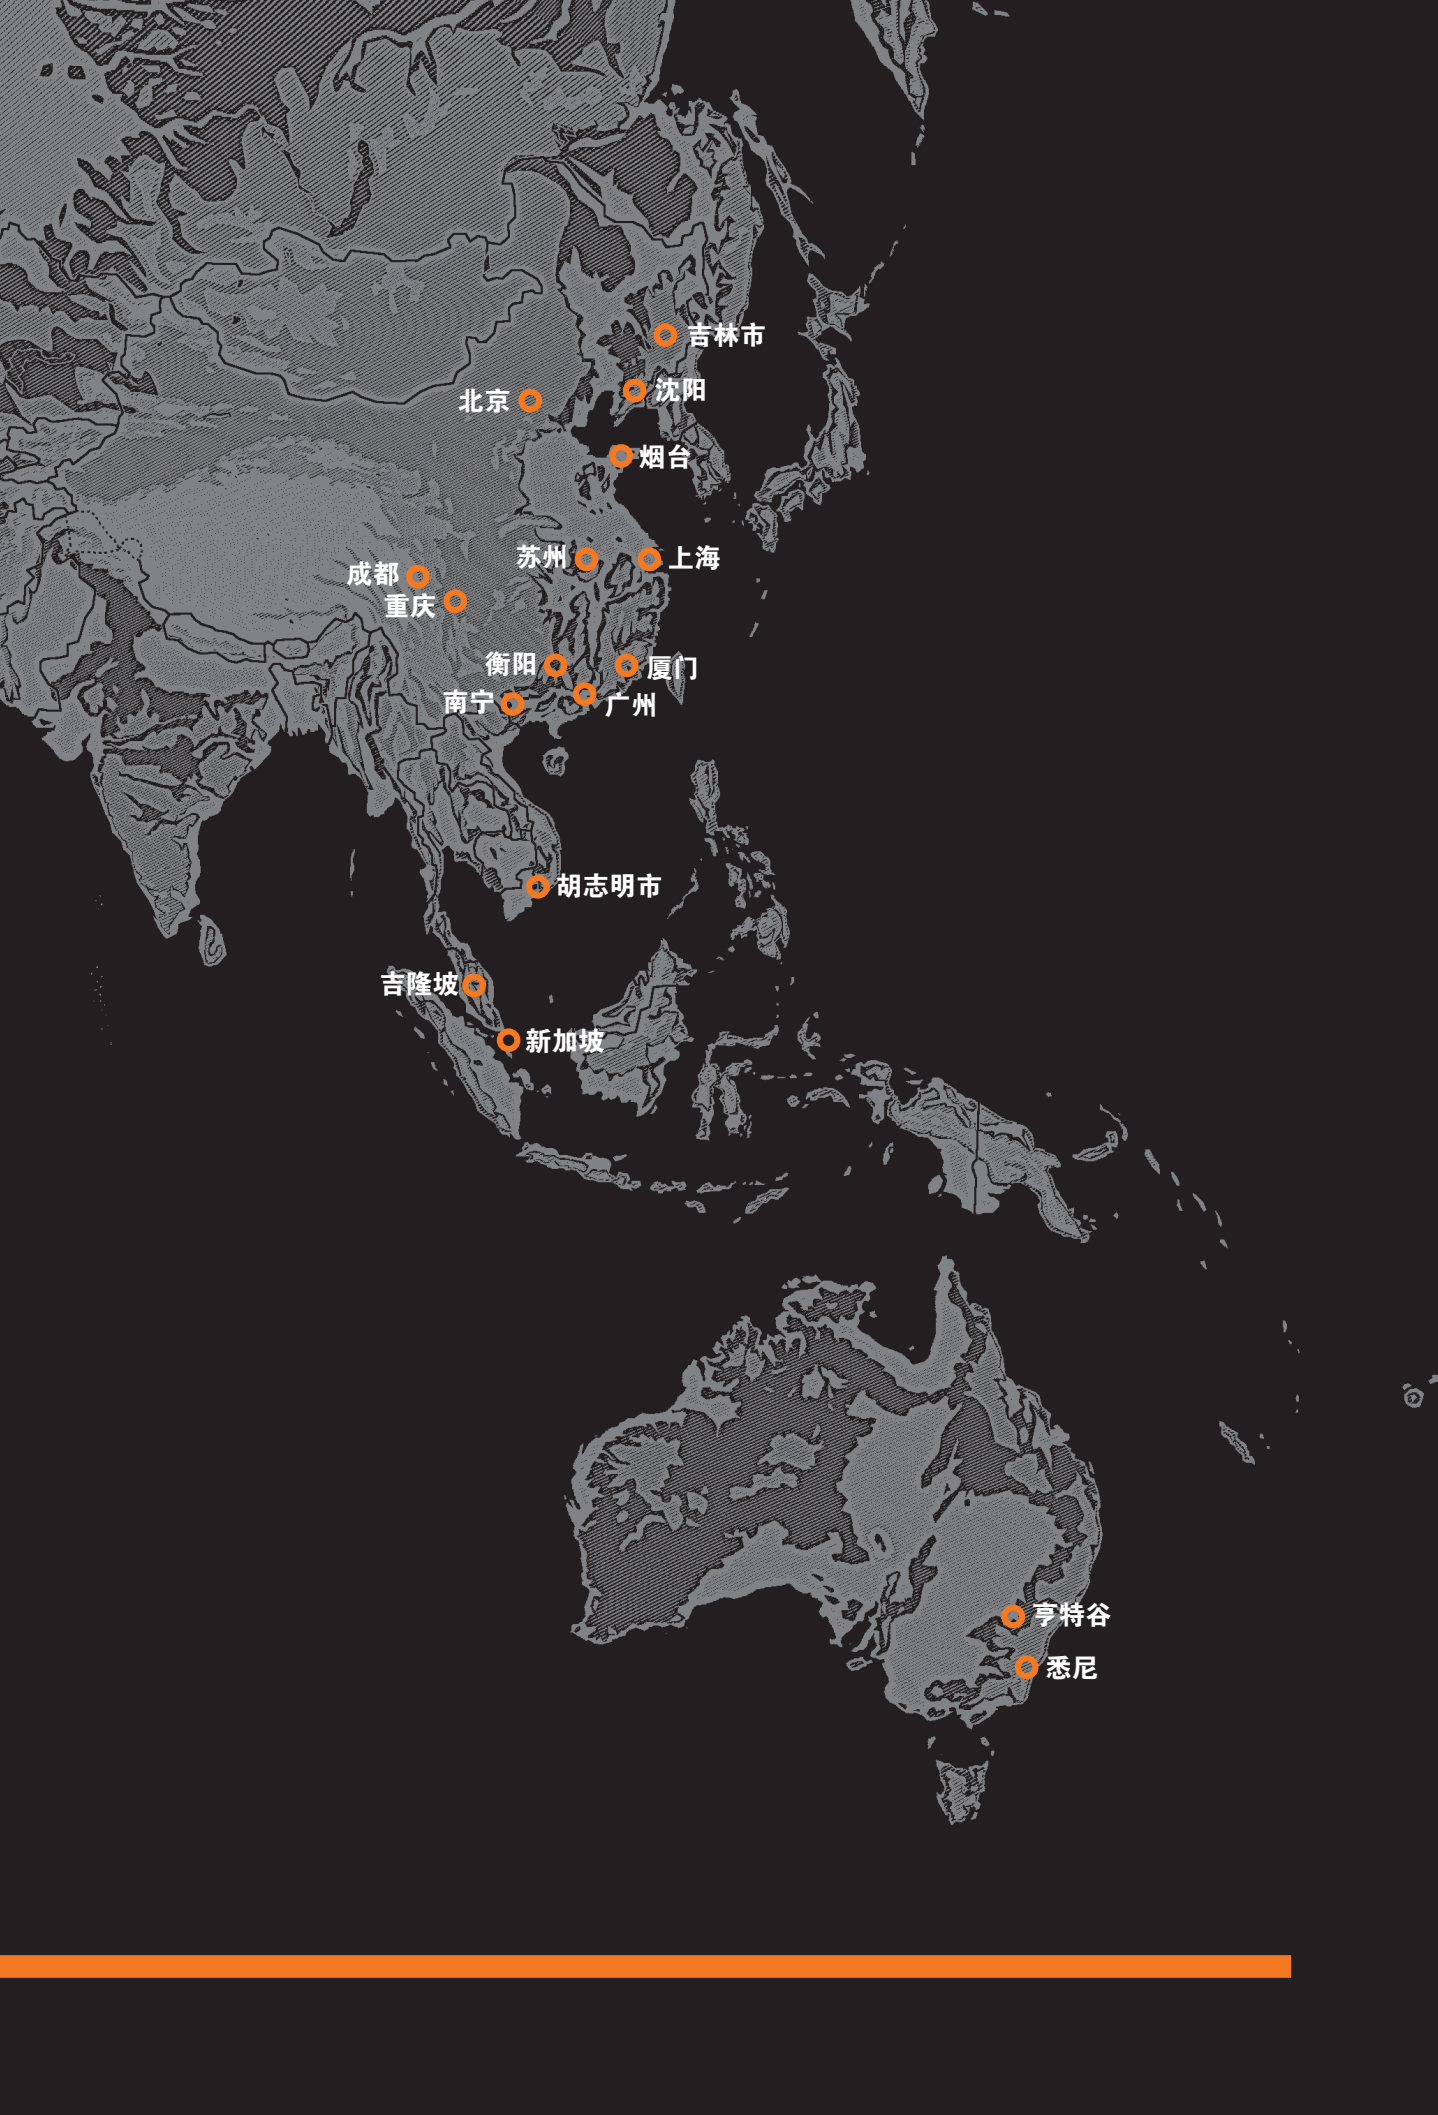 吉林市
沈阳
北京
烟台
苏州
上海
成都
重庆
衡阳
厦门
南宁
广州
胡志明市
吉隆坡
新加坡
亨特谷
悉尼